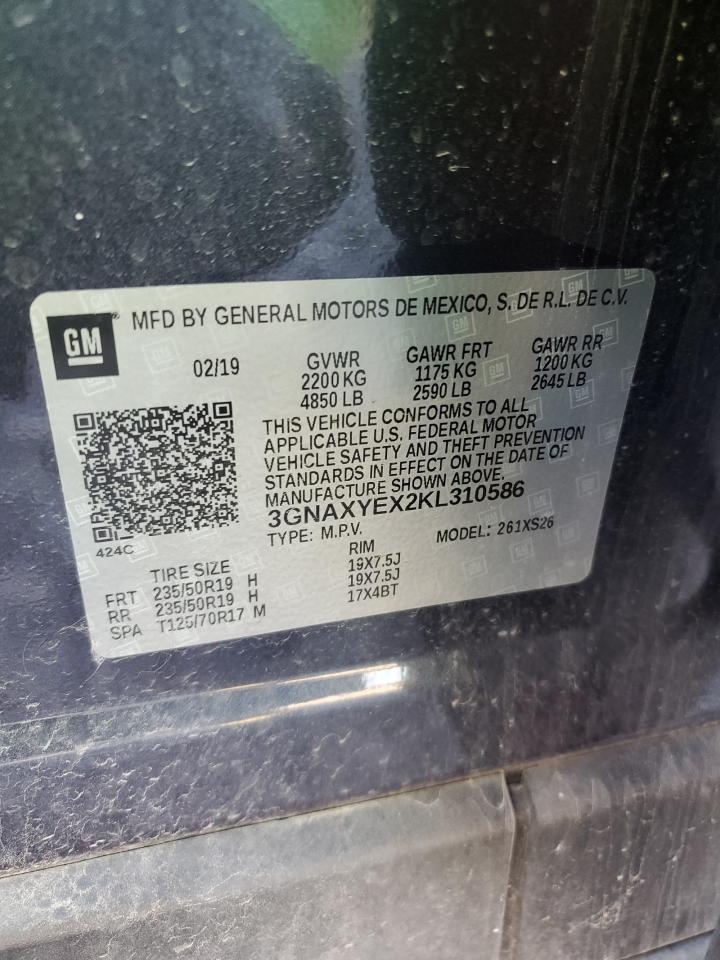 GM
MFD BY GENERAL MOTORS DE MEXICO, S. DE R.L. DE C.V.
02/19 GVWR GAWR FRT GAWR RR
2200 KG 1175 KG 1200 KG
4850 LB 2590 LB 2645 LB
THIS VEHICLE CONFORMS TO ALL
APPLICABLE U.S. FEDERAL MOTOR
VEHICLE SAFETY AND THEFT PREVENTION
STANDARDS IN EFFECT ON THE DATE OF
MANUFACTURE SHOWN ABOVE.
3GNAXYEX2KL310586
424C
TYPE: M.P.V. MODEL: 261XS26
TIRE SIZE RIM
FRT 235/50R19 H 19X7.5J
RR 235/50R19 H 19X7.5J
SPA T125/70R17 M 17X4BT